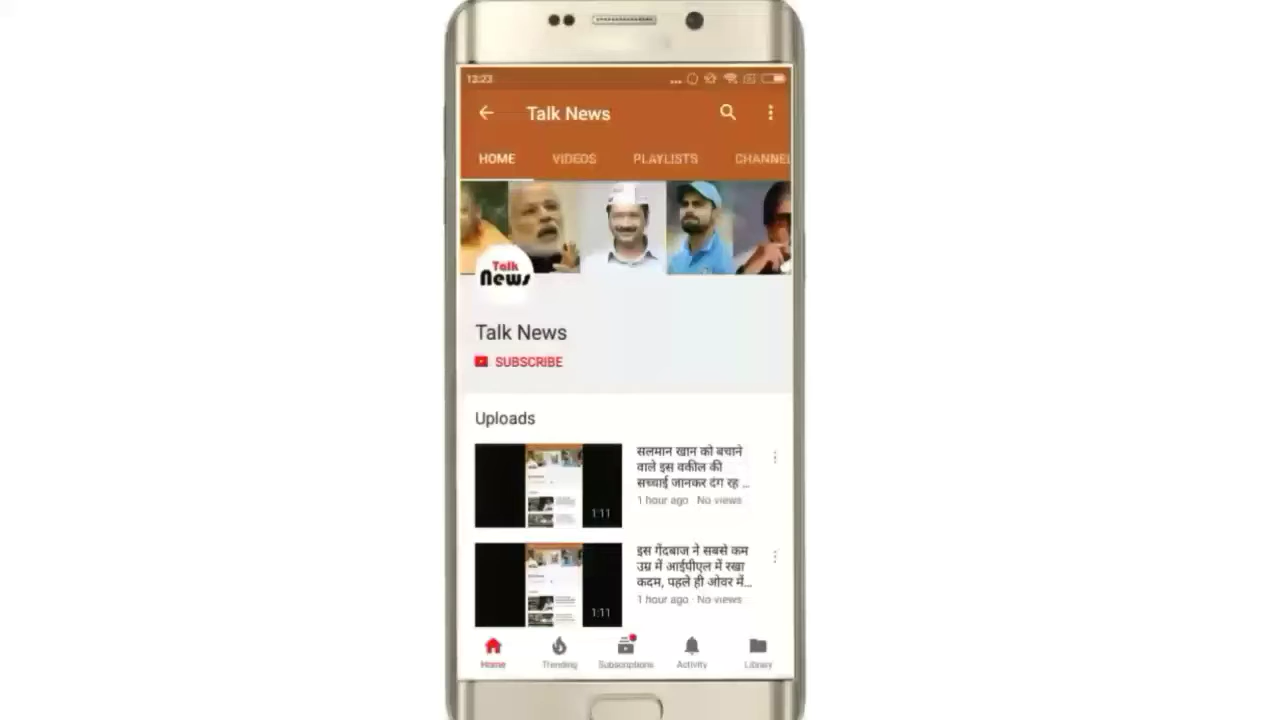 13:23
Talk News
HOME VIDEOS PLAYLISTS CHANNEL
Talk
News
Talk News
SUBSCRIBE
Uploads
सलमान खान को बचाने
वाले इस वकील की
सच्चाई जानकर दंग रह ...
1 hour ago · No views
1:11
इस गेंदबाज ने सबसे कम
उम्र में आईपीएल में रखा
कदम, पहले ही ओवर में...
1 hour ago · No views
1:11
Home Trending Subscriptions Activity Library